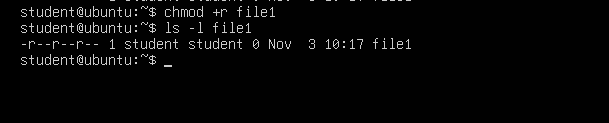 student@ubuntu:~$ chmod +r file1
student@ubuntu:~$ ls -l file1
-r--r--r-- 1 student student 0 Nov  3 10:17 file1
student@ubuntu:~$ _